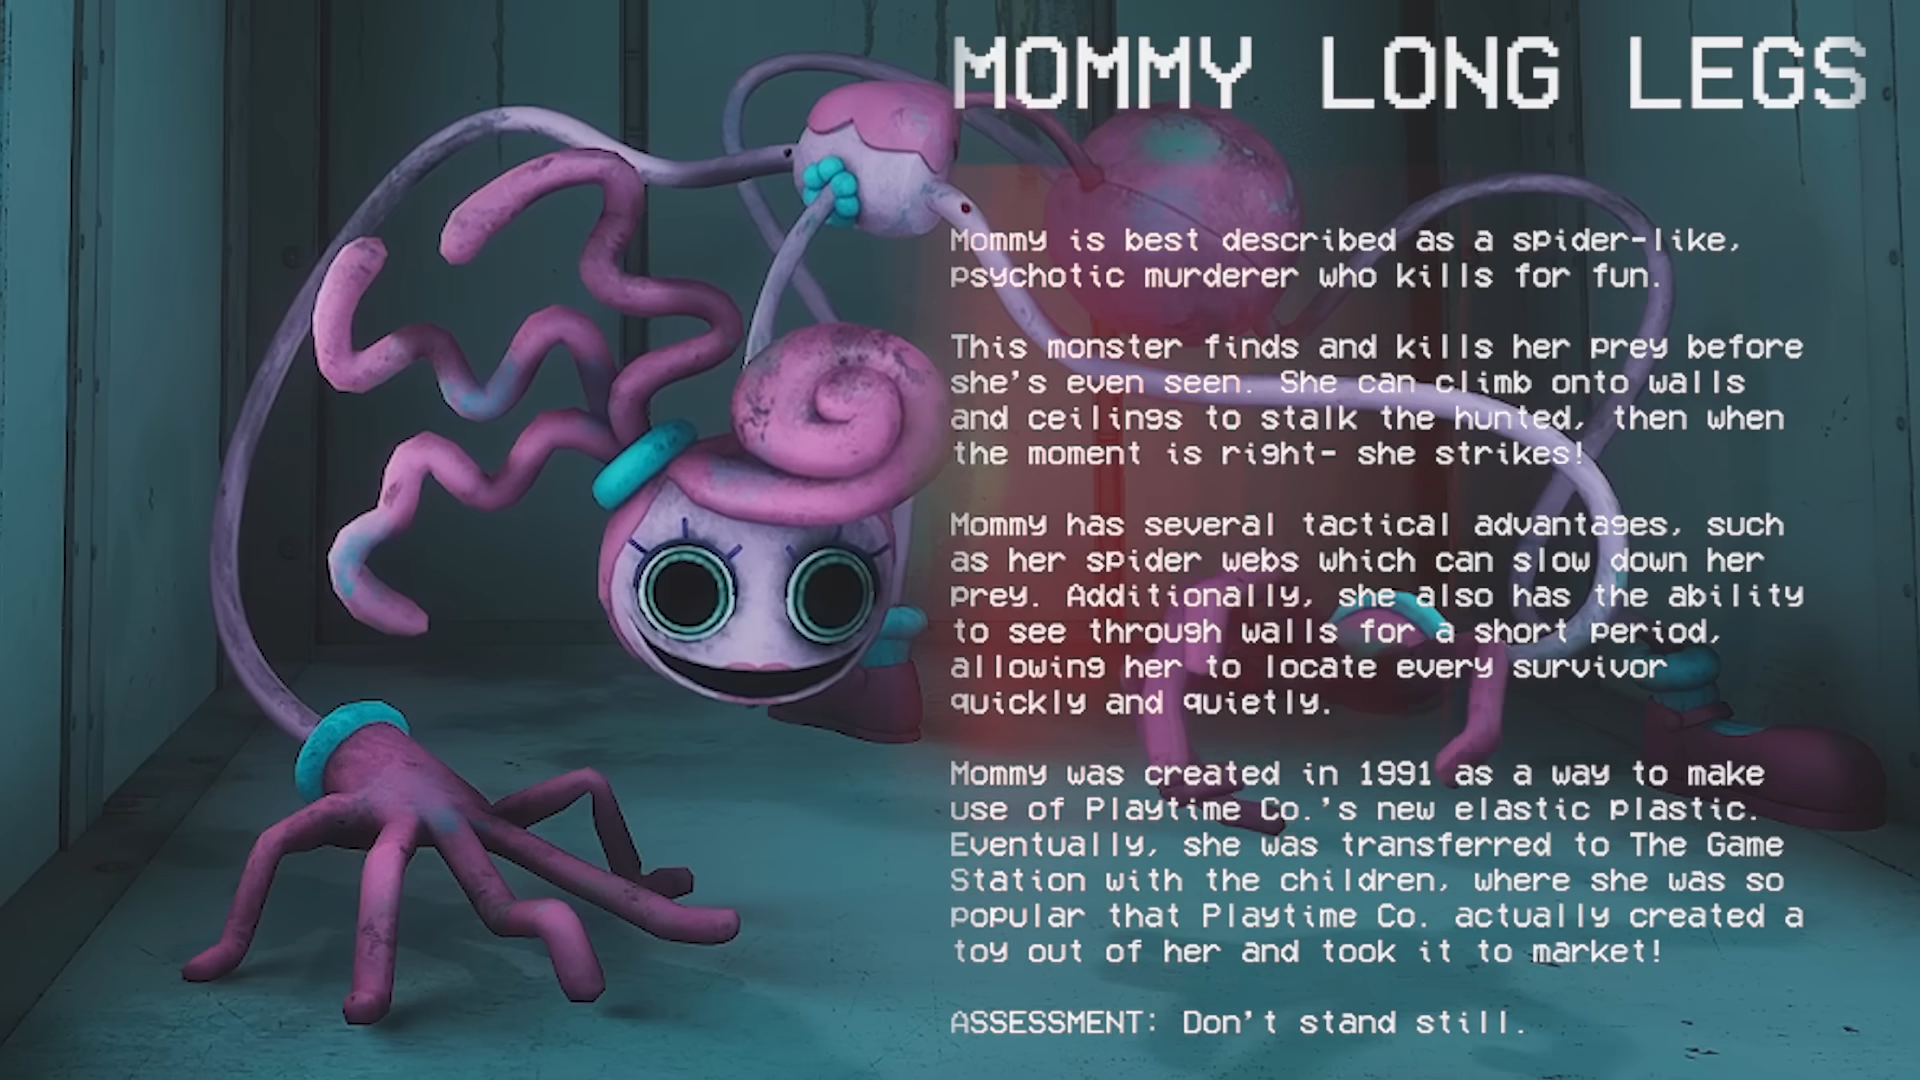 MOMMY LONG LEGS
Mommy is best described as a spider-like,
psychotic murderer who kills for fun.
This monster finds and kills her prey before
she's even seen. She can climb onto walls
and ceilings to stalk the hunted, then when
the moment is right- she strikes!
Mommy has several tactical advantages, such
as her spider webs which can slow down her
prey. Additionally, she also has the ability
to see through walls for a short period,
allowing her to locate every survivor
quickly and quietly.
Mommy was created in 1991 as a way to make
use of Playtime Co.'s new elastic plastic.
Eventually, she was transferred to The Game
Station with the children, where she was so
popular that Playtime Co. actually created a
toy out of her and took it to market!
ASSESSMENT: Don't stand still.